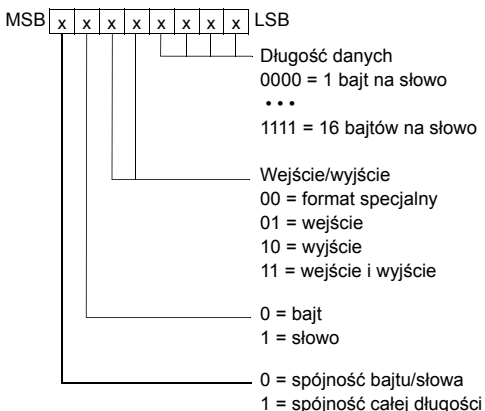 MSB x x x x x x x x LSB
Długość danych
0000 = 1 bajt na słowo
• • •
1111 = 16 bajtów na słowo
Wejście/wyjście
00 = format specjalny
01 = wejście
10 = wyjście
11 = wejście i wyjście
0 = bajt
1 = słowo
0 = spójność bajtu/słowa
1 = spójność całej długości